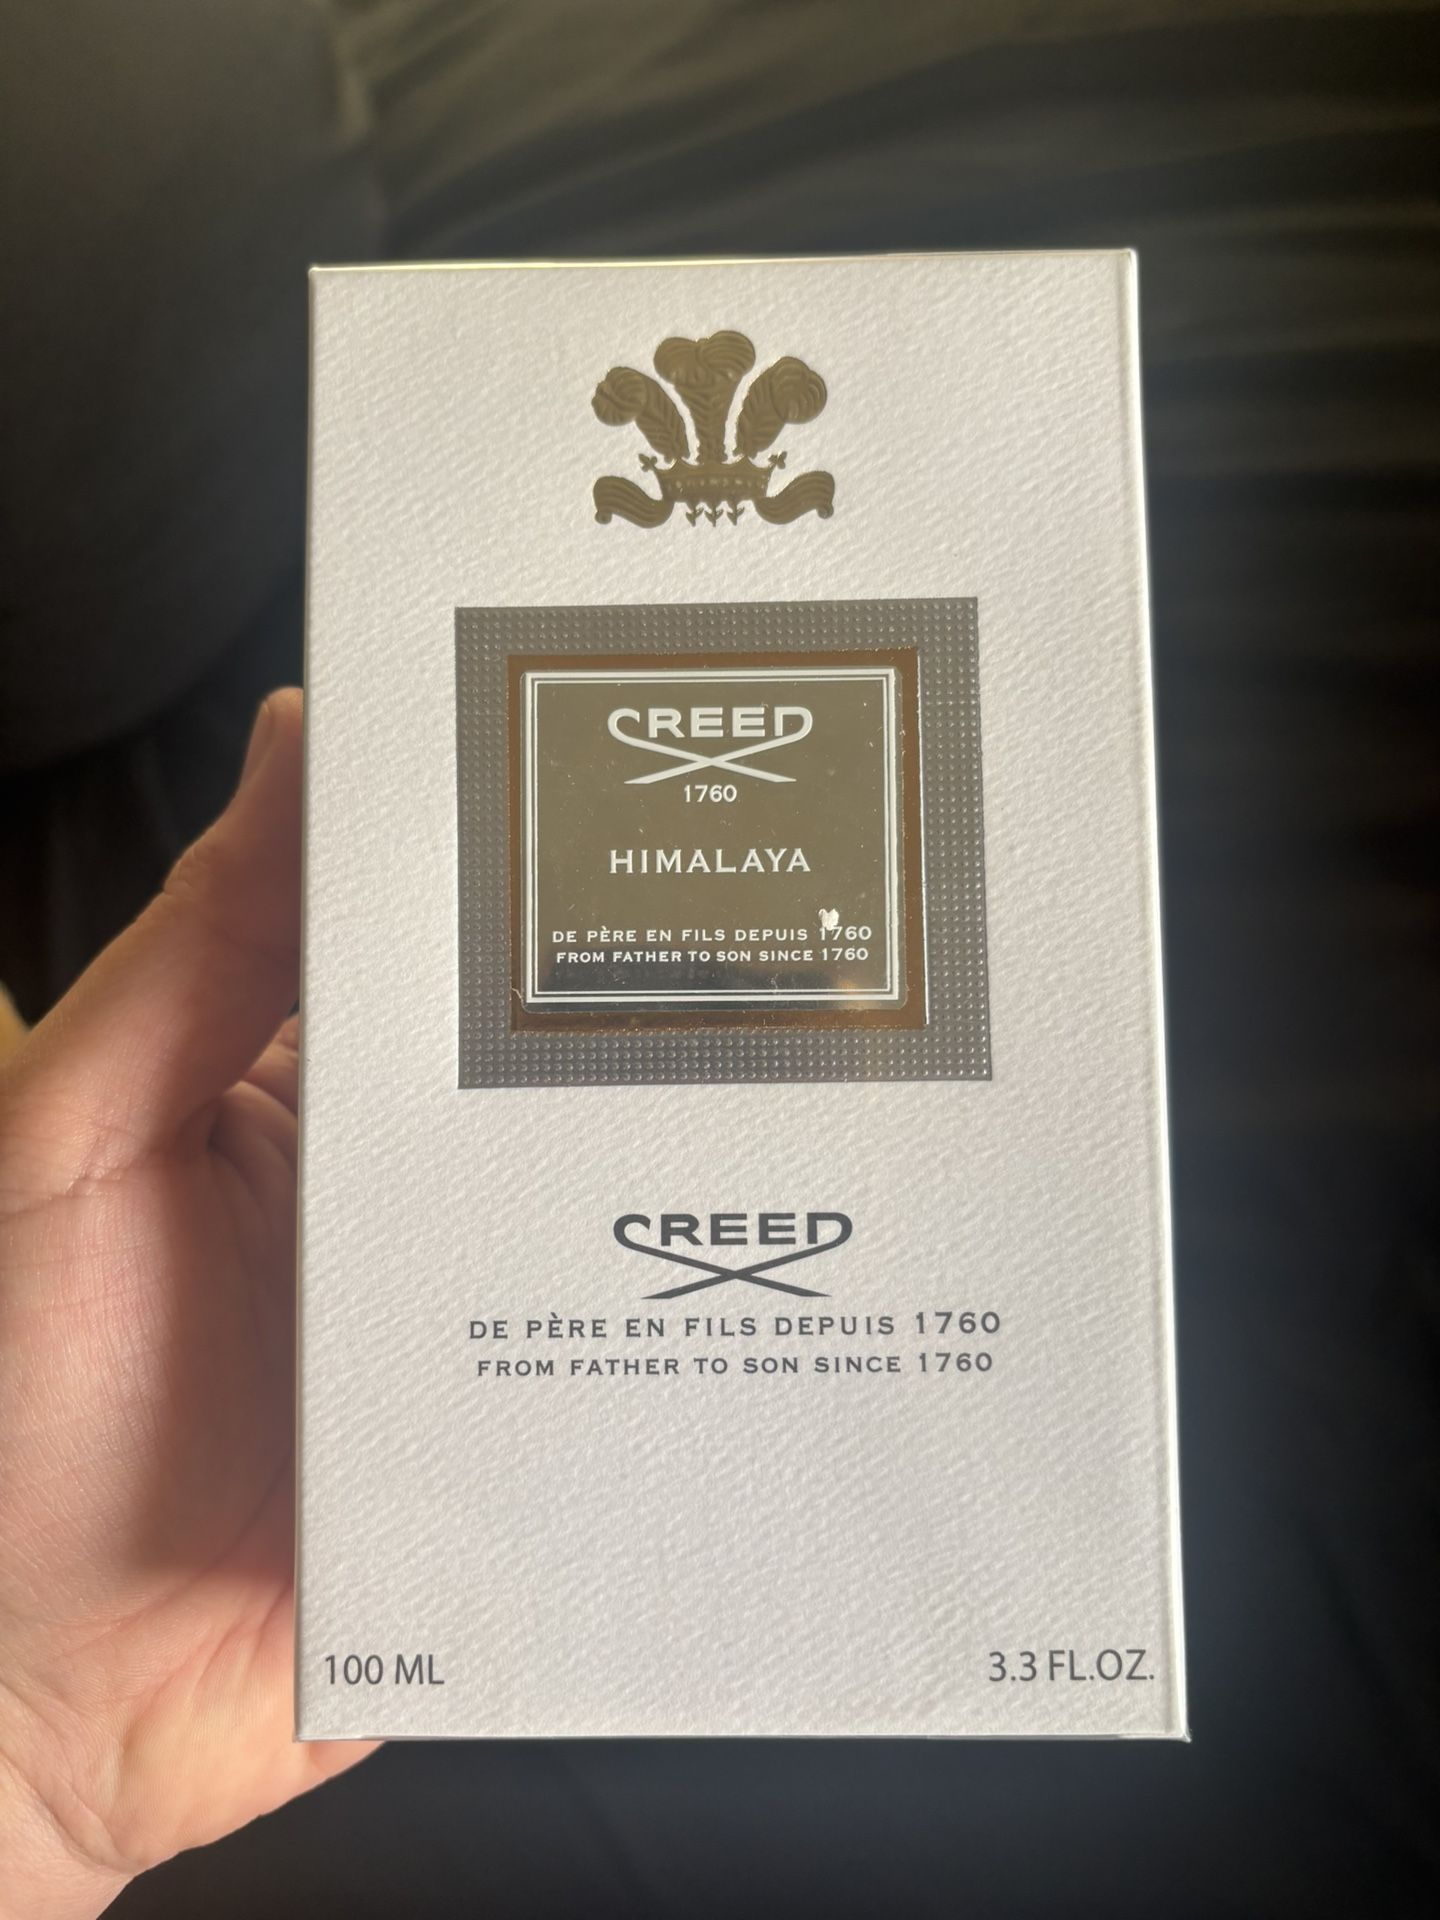 CREED
1760
HIMALAYA
DE PÈRE EN FILS DEPUIS 1760
FROM FATHER TO SON SINCE 1760
CREED
DE PÈRE EN FILS DEPUIS 1760
FROM FATHER TO SON SINCE 1760
100 ML 3.3 FL.OZ.